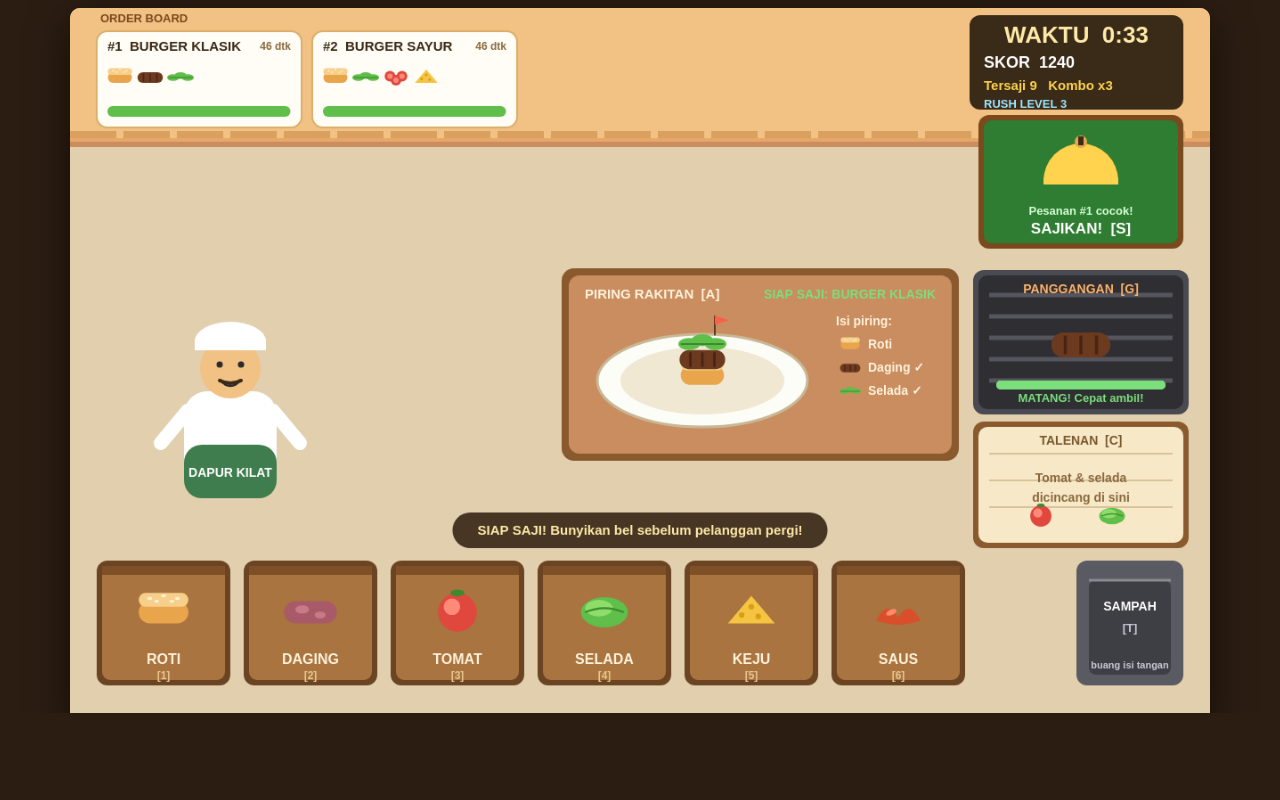 ORDER BOARD
#1 BURGER KLASIK 46 dtk
#2 BURGER SAYUR 46 dtk
WAKTU 0:33
SKOR 1240
Tersaji 9 Kombo x3
RUSH LEVEL 3
Pesanan #1 cocok!
SAJIKAN! [S]
PIRING RAKITAN [A] SIAP SAJI: BURGER KLASIK
Isi piring:
Roti
Daging ✓
Selada ✓
PANGGANGAN [G]
MATANG! Cepat ambil!
TALENAN [C]
Tomat & selada
dicincang di sini
DAPUR KILAT
SIAP SAJI! Bunyikan bel sebelum pelanggan pergi!
ROTI
[1]
DAGING
[2]
TOMAT
[3]
SELADA
[4]
KEJU
[5]
SAUS
[6]
SAMPAH
[T]
buang isi tangan